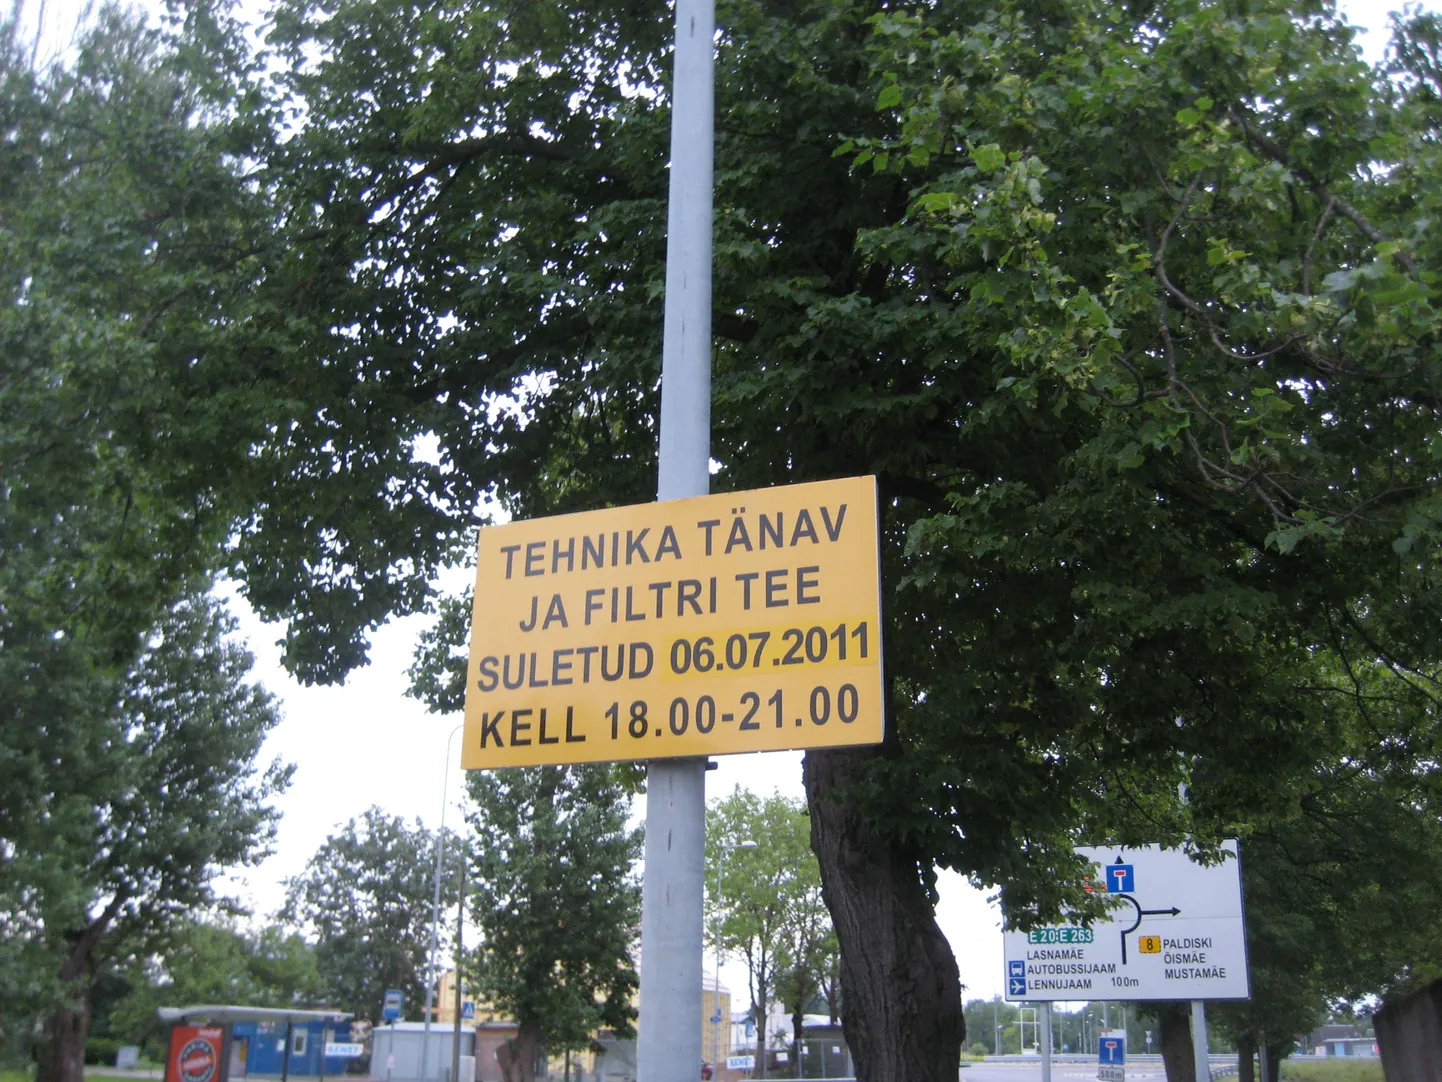 TEHNIKA TÄNAV
JA FILTRI TEE
SULETUD 06.07.2011
KELL 18.00-21.00
E 20 E 263
LASNAMÄE
AUTOBUSSIJAAM
LENNUJAAM
100m
8 PALDISKI
ÕISMÄE
MUSTAMÄE
500m